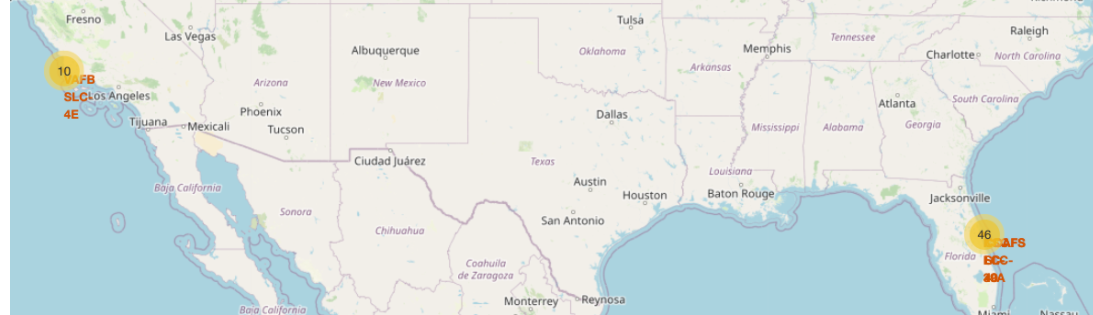 Fresno
Tulsa
Raleigh
Las Vegas
Tennessee
Albuquerque
Memphis
Oklahoma
Charlotte
North Carolina
10
Arkansas
AFB
Arizona
New Mexico
SLC-
Los Angeles
South Carolina
Atlanta
4E
Phoenix
Dallas
Tijuana
Mexicali
Tucson
Mississippi
Alabama
Georgia
Ciudad Juárez
Texas
Louisiana
Baja California
Austin
Houston
Baton Rouge
Jacksonville
Sonora
San Antonio
Chihuahua
46
AFS
Florida
Coahuila
de Zaragoza
Monterrey
Reynosa
Baja California
Miami
Nassau